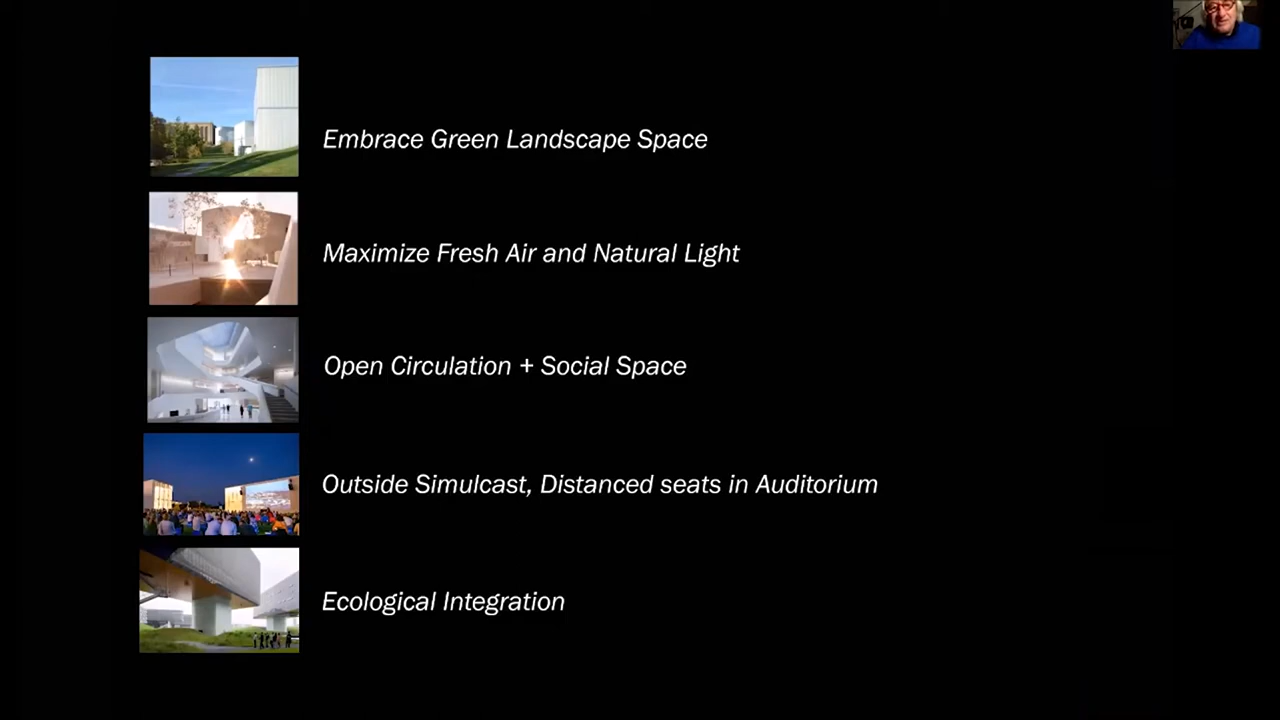 Embrace Green Landscape Space
Maximize Fresh Air and Natural Light
Open Circulation + Social Space
Outside Simulcast, Distanced seats in Auditorium
Ecological Integration